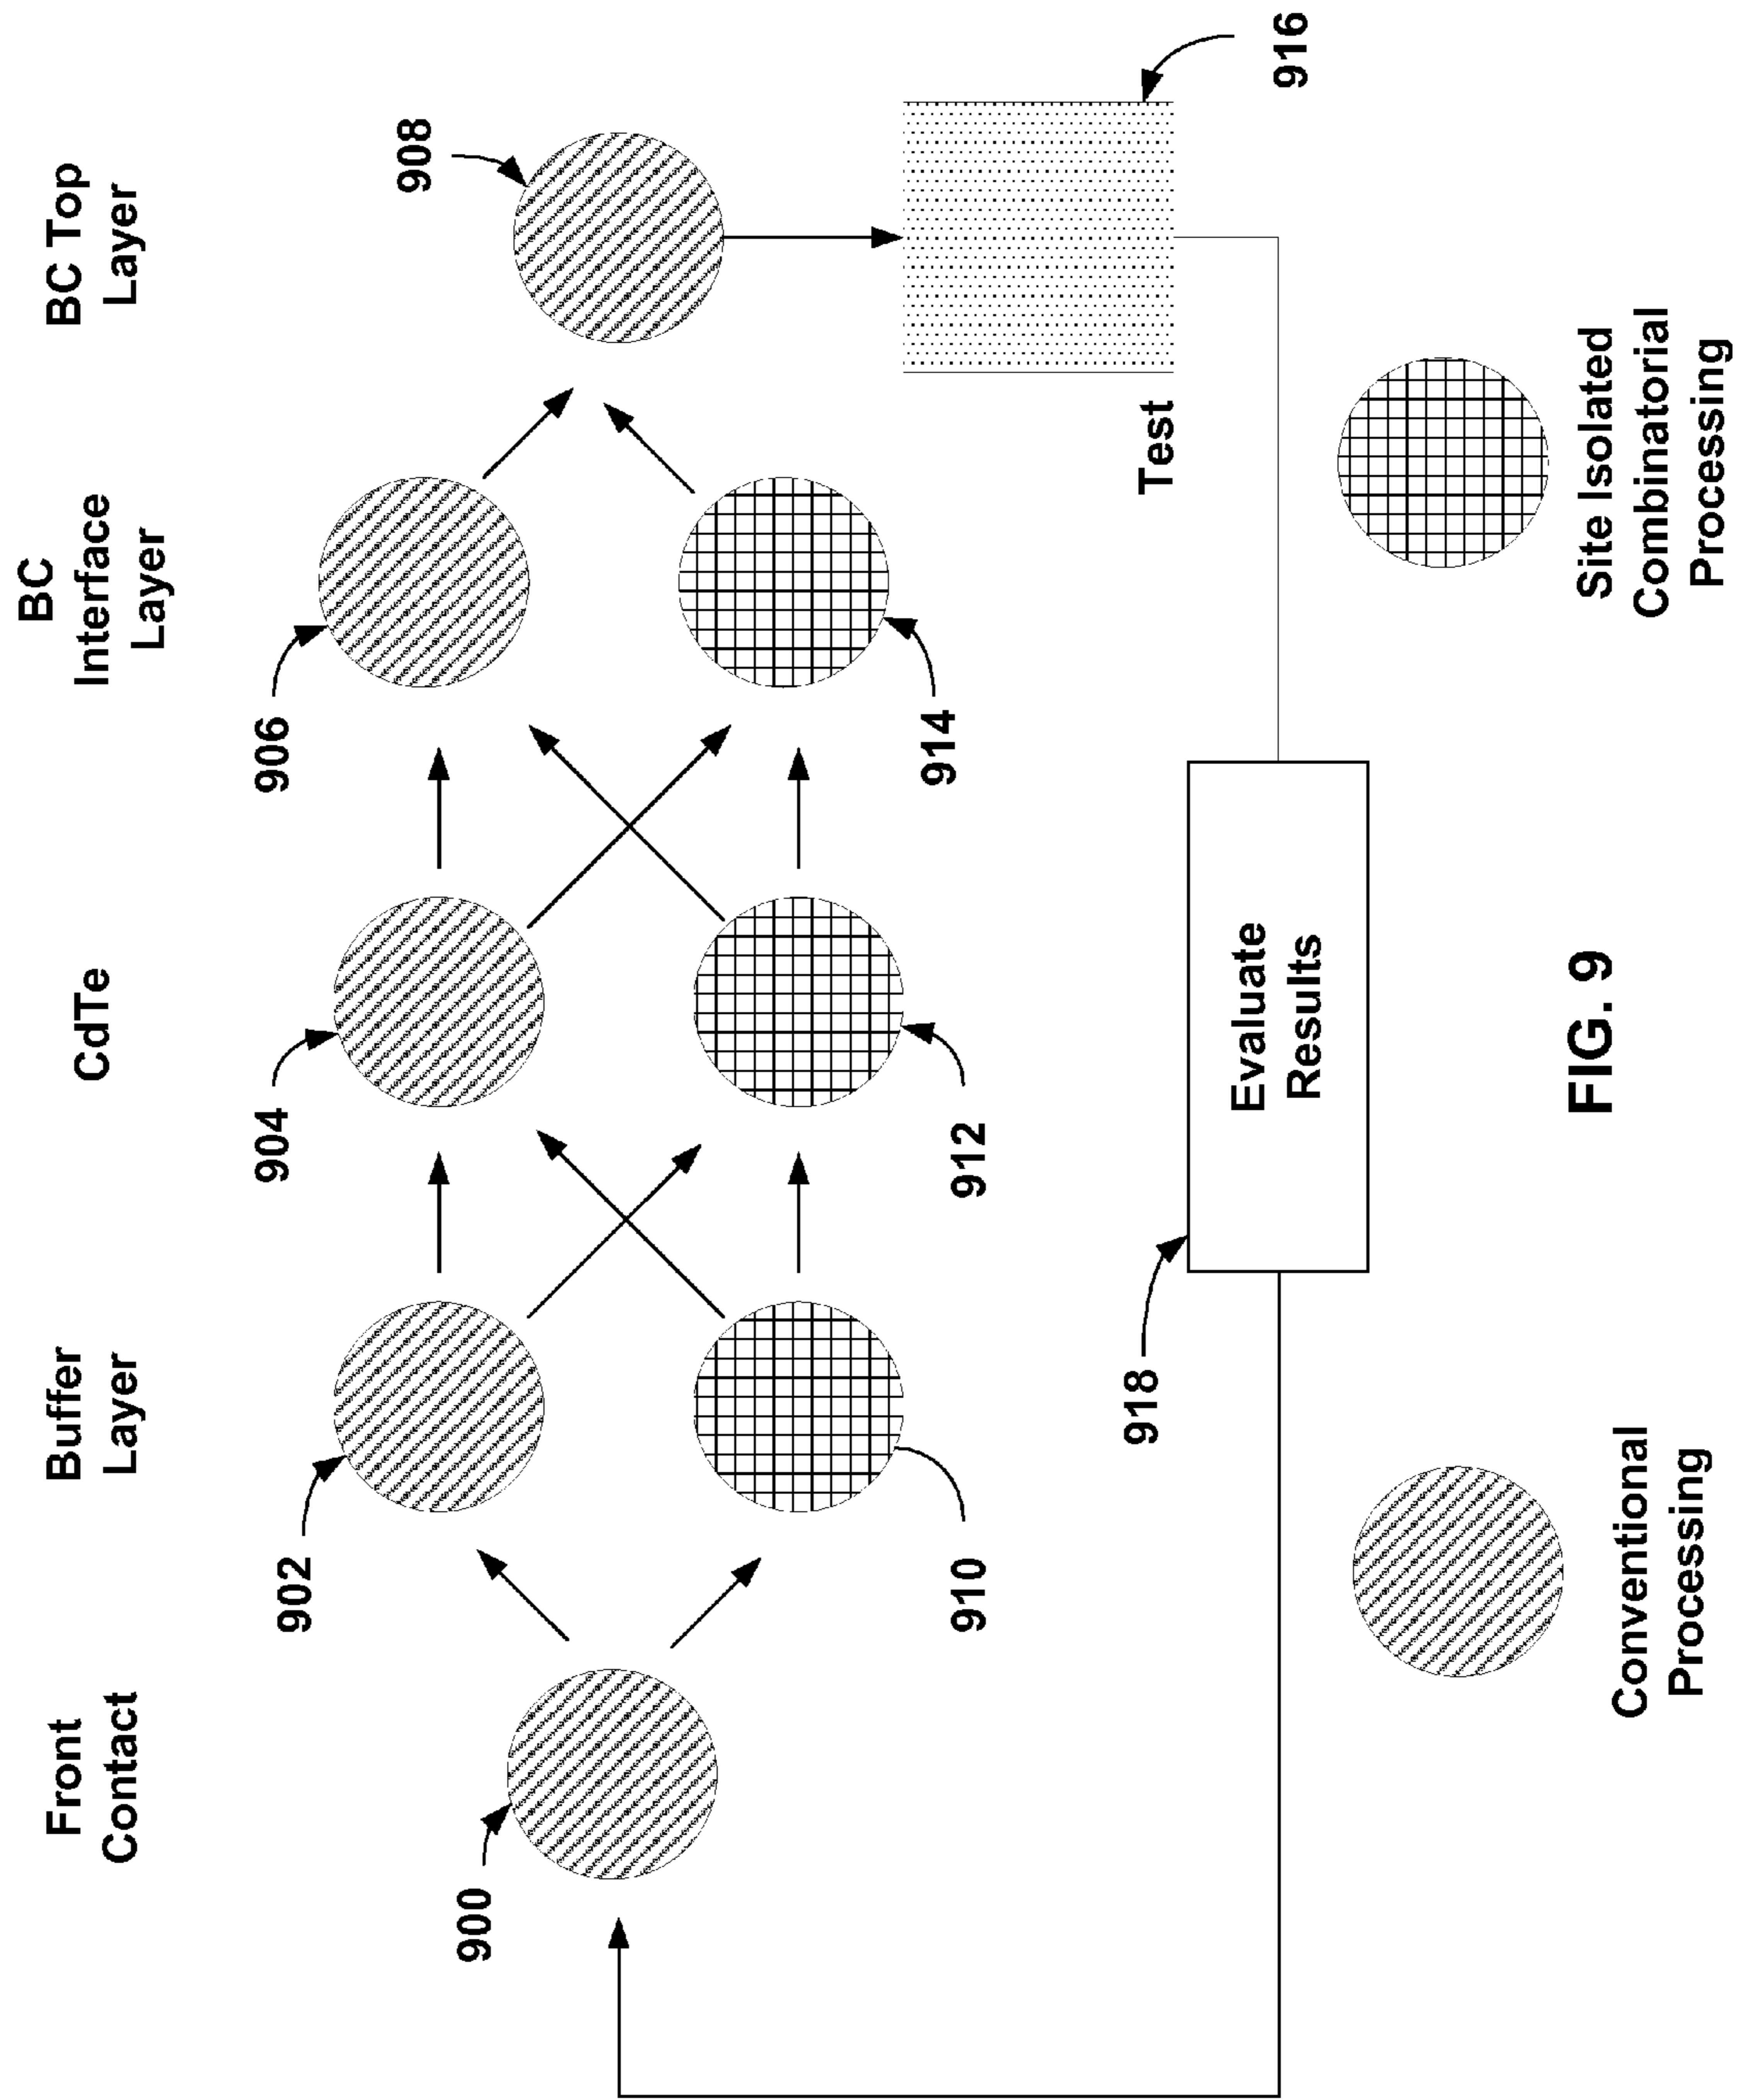 Front
Contact
Buffer
Layer
CdTe
BC
Interface
Layer
BC Top
Layer
900
902
904
906
908
910
912
914
916
Test
918
Evaluate
Results
Conventional
Processing
Site Isolated
Combinatorial
Processing
FIG. 9